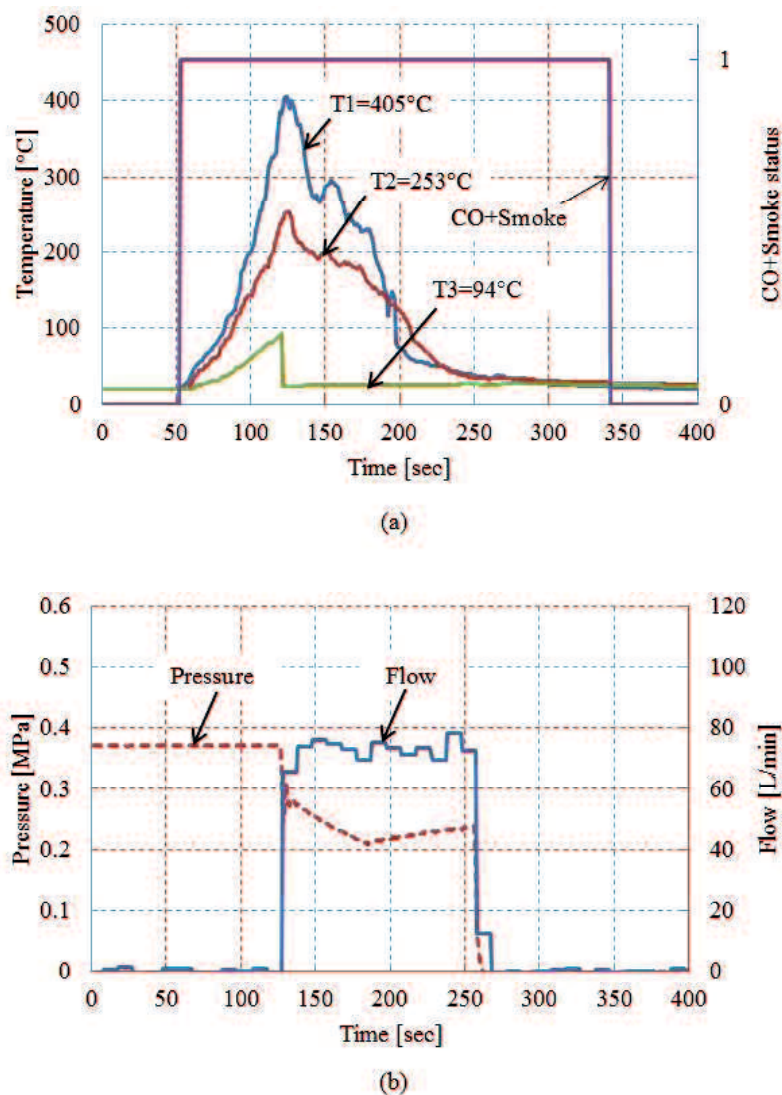 500
400
300
200
100
0
Temperature [°C]
T1=405°C
T2=253°C
CO+Smoke
T3=94°C
1
0
CO+Smoke status
0 50 100 150 200 250 300 350 400
Time [sec]
(a)
0.6
0.5
0.4
0.3
0.2
0.1
0
Pressure [MPa]
Pressure
Flow
120
100
80
60
40
20
0
Flow [L/min]
0 50 100 150 200 250 300 350 400
Time [sec]
(b)